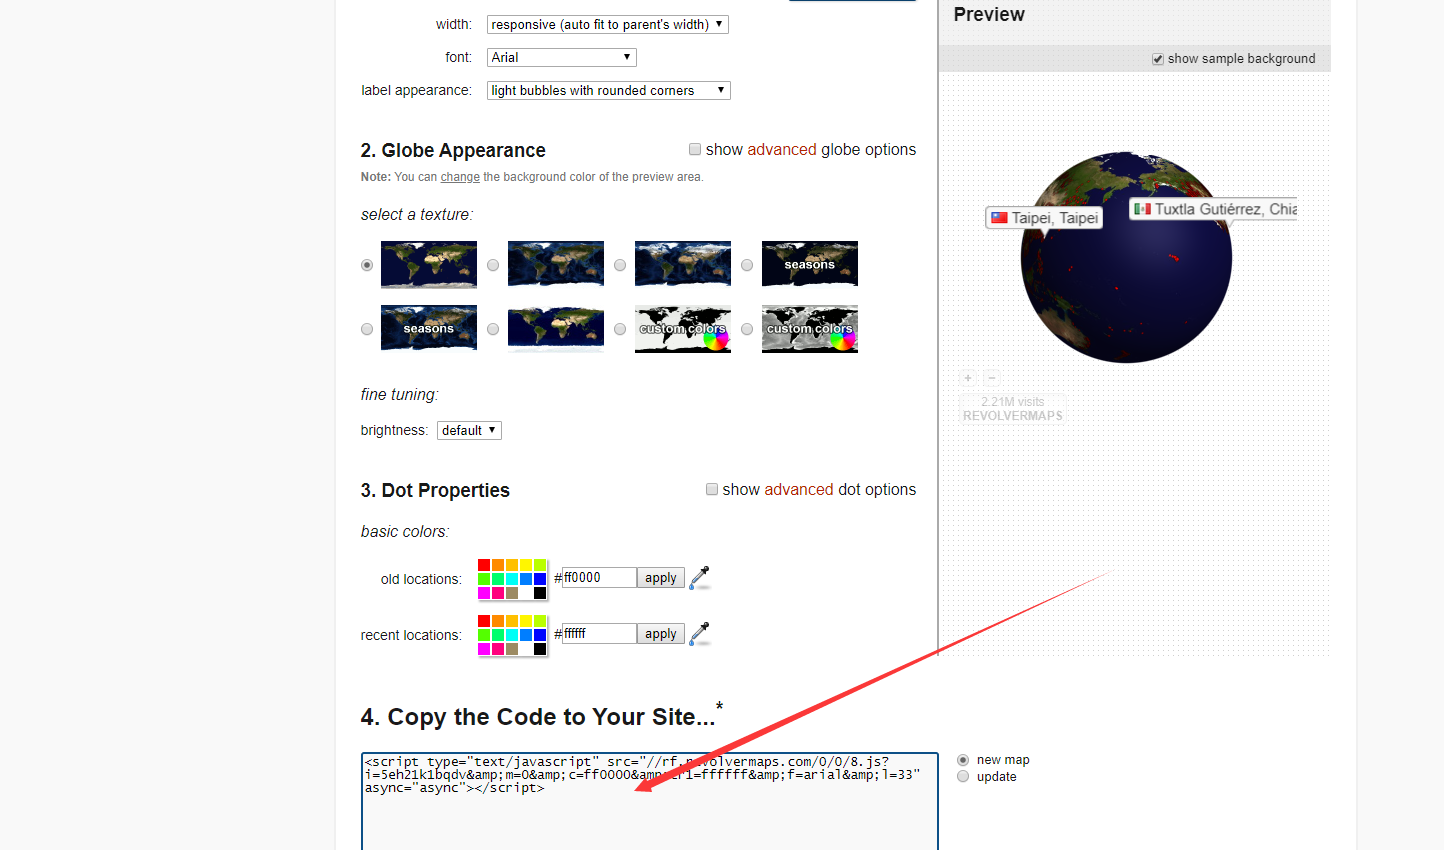 width: responsive (auto fit to parent's width)
font: Arial
label appearance: light bubbles with rounded corners
2. Globe Appearance
show advanced globe options
Note: You can change the background color of the preview area.
select a texture:
seasons
seasons
custom colors
custom colors
fine tuning:
brightness: default
3. Dot Properties
show advanced dot options
basic colors:
old locations: #ff0000 apply
recent locations: #ffffff apply
4. Copy the Code to Your Site...*
<script type="text/javascript" src="//rf.revolvermaps.com/0/0/8.js?
i=5eh21k1bqdv&amp;m=0&amp;c=ff0000&amp;cr1=ffffff&amp;f=arial&amp;l=33"
async="async"></script>
new map
update
Preview
show sample background
Taipei, Taipei
Tuxtla Gutiérrez, Chia
+ −
2.21M visits
REVOLVERMAPS